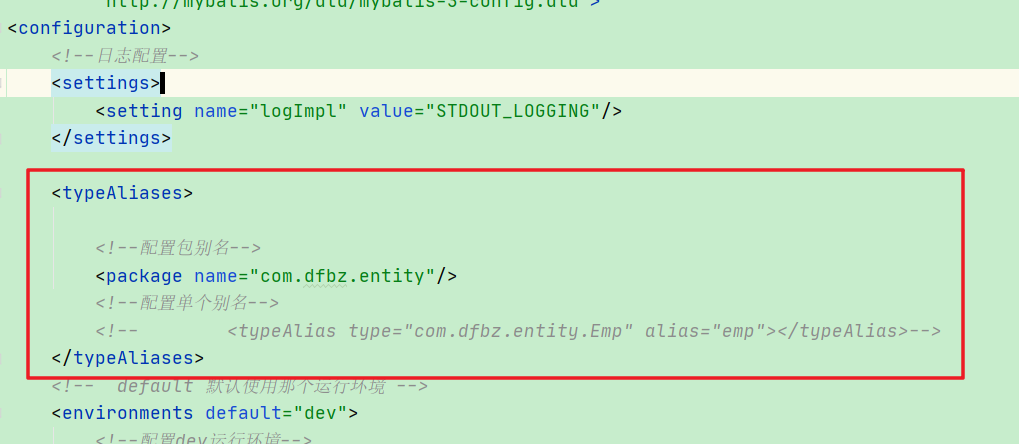 http://mybatis.org/dtd/mybatis-3-config.dtd">
<configuration>
<!--日志配置-->
<settings>
<setting name="logImpl" value="STDOUT_LOGGING"/>
</settings>
<typeAliases>
<!--配置包别名-->
<package name="com.dfbz.entity"/>
<!--配置单个别名-->
<!-- <typeAlias type="com.dfbz.entity.Emp" alias="emp"></typeAlias>-->
</typeAliases>
<!-- default 默认使用那个运行环境 -->
<environments default="dev">
<!--配置dev运行环境-->